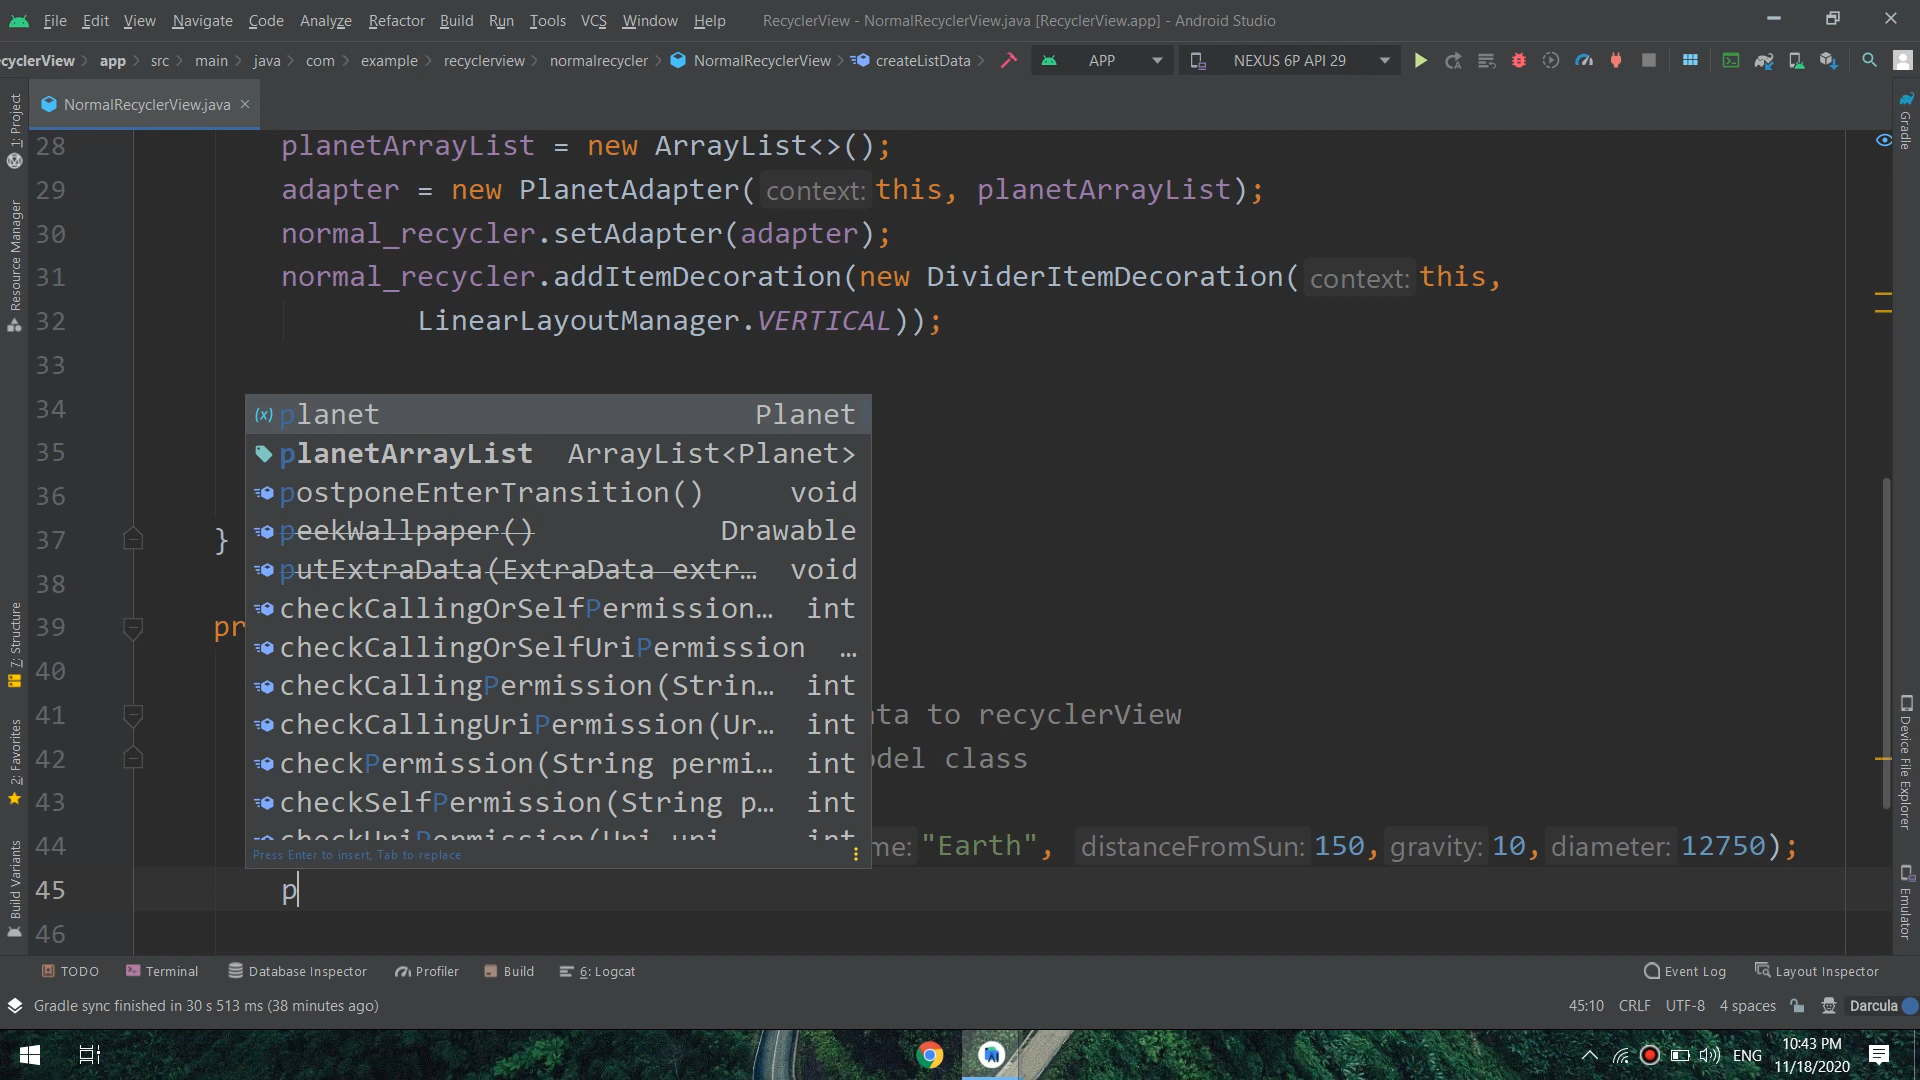 File Edit View Navigate Code Analyze Refactor Build Run Tools VCS Window Help RecyclerView - NormalRecyclerView.java [RecyclerView.app] - Android Studio
cyclerView app src main java com example recyclerview normalrecycler NormalRecyclerView createListData APP NEXUS 6P API 29
NormalRecyclerView.java
1: Project
Resource Manager
7: Structure
2: Favorites
Build Variants
28 planetArrayList = new ArrayList<>();
29 adapter = new PlanetAdapter( context: this, planetArrayList);
30 normal_recycler.setAdapter(adapter);
31 normal_recycler.addItemDecoration(new DividerItemDecoration( context: this,
32 LinearLayoutManager.VERTICAL));
33
34
35
36
37 }
38
39 pr
40
41 ta to recyclerView
42 del class
43
44 me: "Earth", distanceFromSun: 150, gravity: 10, diameter: 12750);
45 p
46
planet Planet
planetArrayList ArrayList<Planet>
postponeEnterTransition() void
peekWallpaper() Drawable
putExtraData(ExtraData extr… void
checkCallingOrSelfPermission… int
checkCallingOrSelfUriPermission …
checkCallingPermission(Strin… int
checkCallingUriPermission(Ur… int
checkPermission(String permi… int
checkSelfPermission(String p… int
checkUriPermission(Uri uri int
Press Enter to insert, Tab to replace
Gradle
Device File Explorer
Emulator
TODO Terminal Database Inspector Profiler Build 6: Logcat Event Log Layout Inspector
Gradle sync finished in 30 s 513 ms (38 minutes ago) 45:10 CRLF UTF-8 4 spaces Darcula
ENG
10:43 PM
11/18/2020